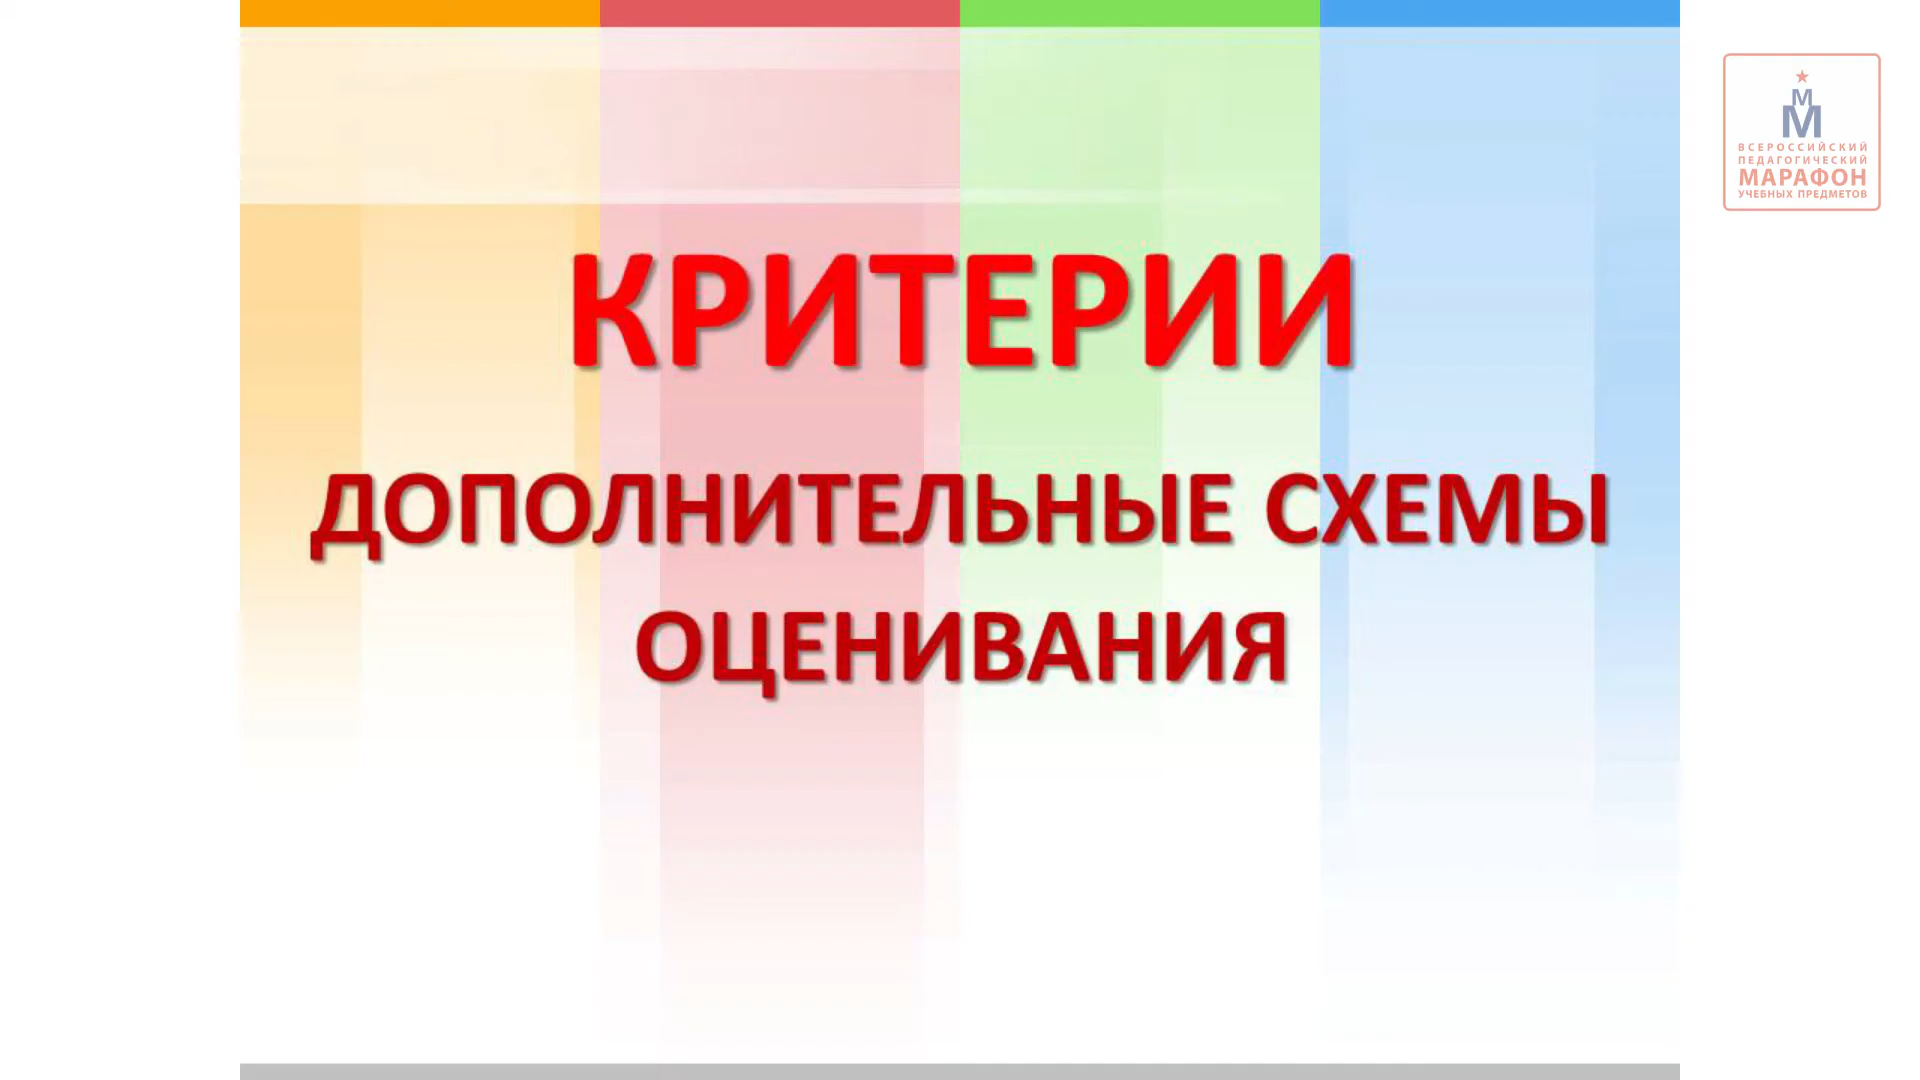 КРИТЕРИИ
ДОПОЛНИТЕЛЬНЫЕ СХЕМЫ
ОЦЕНИВАНИЯ
М
М
ВСЕРОССИЙСКИЙ
ПЕДАГОГИЧЕСКИЙ
МАРАФОН
УЧЕБНЫХ ПРЕДМЕТОВ